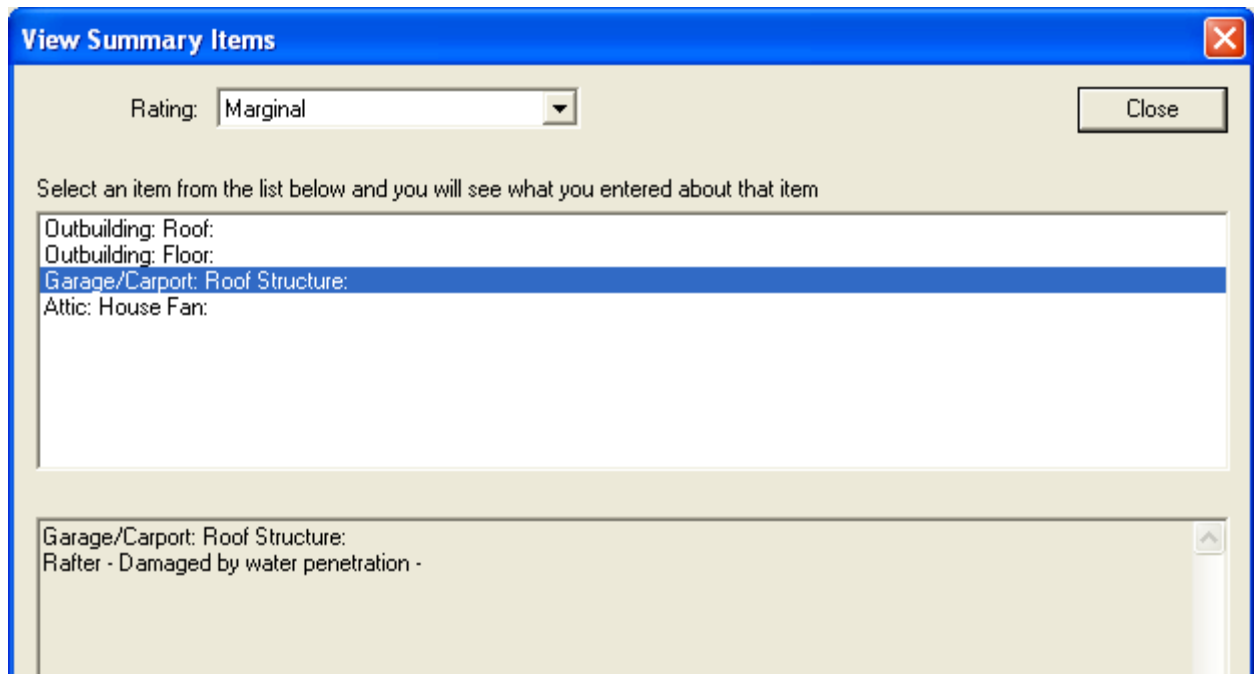 View Summary Items
Rating: Marginal Close
Select an item from the list below and you will see what you entered about that item
Outbuilding: Roof:
Outbuilding: Floor:
Garage/Carport: Roof Structure:
Attic: House Fan:
Garage/Carport: Roof Structure:
Rafter - Damaged by water penetration -